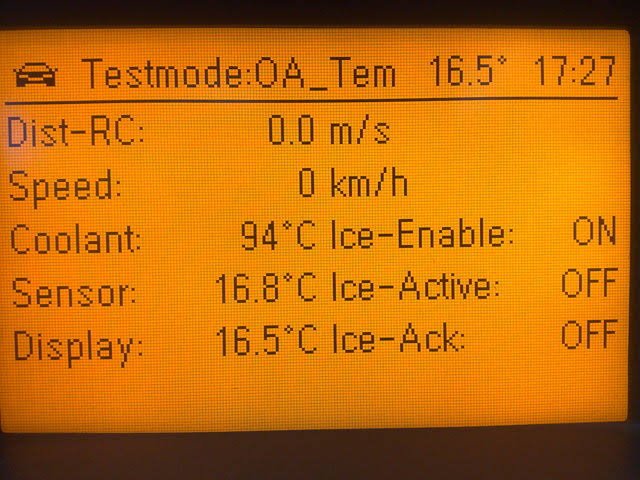 Testmode:OA_Tem 16.5° 17:27
Dist-RC: 0.0 m/s
Speed: 0 km/h
Coolant: 94°C Ice-Enable: ON
Sensor: 16.8°C Ice-Active: OFF
Display: 16.5°C Ice-Ack: OFF